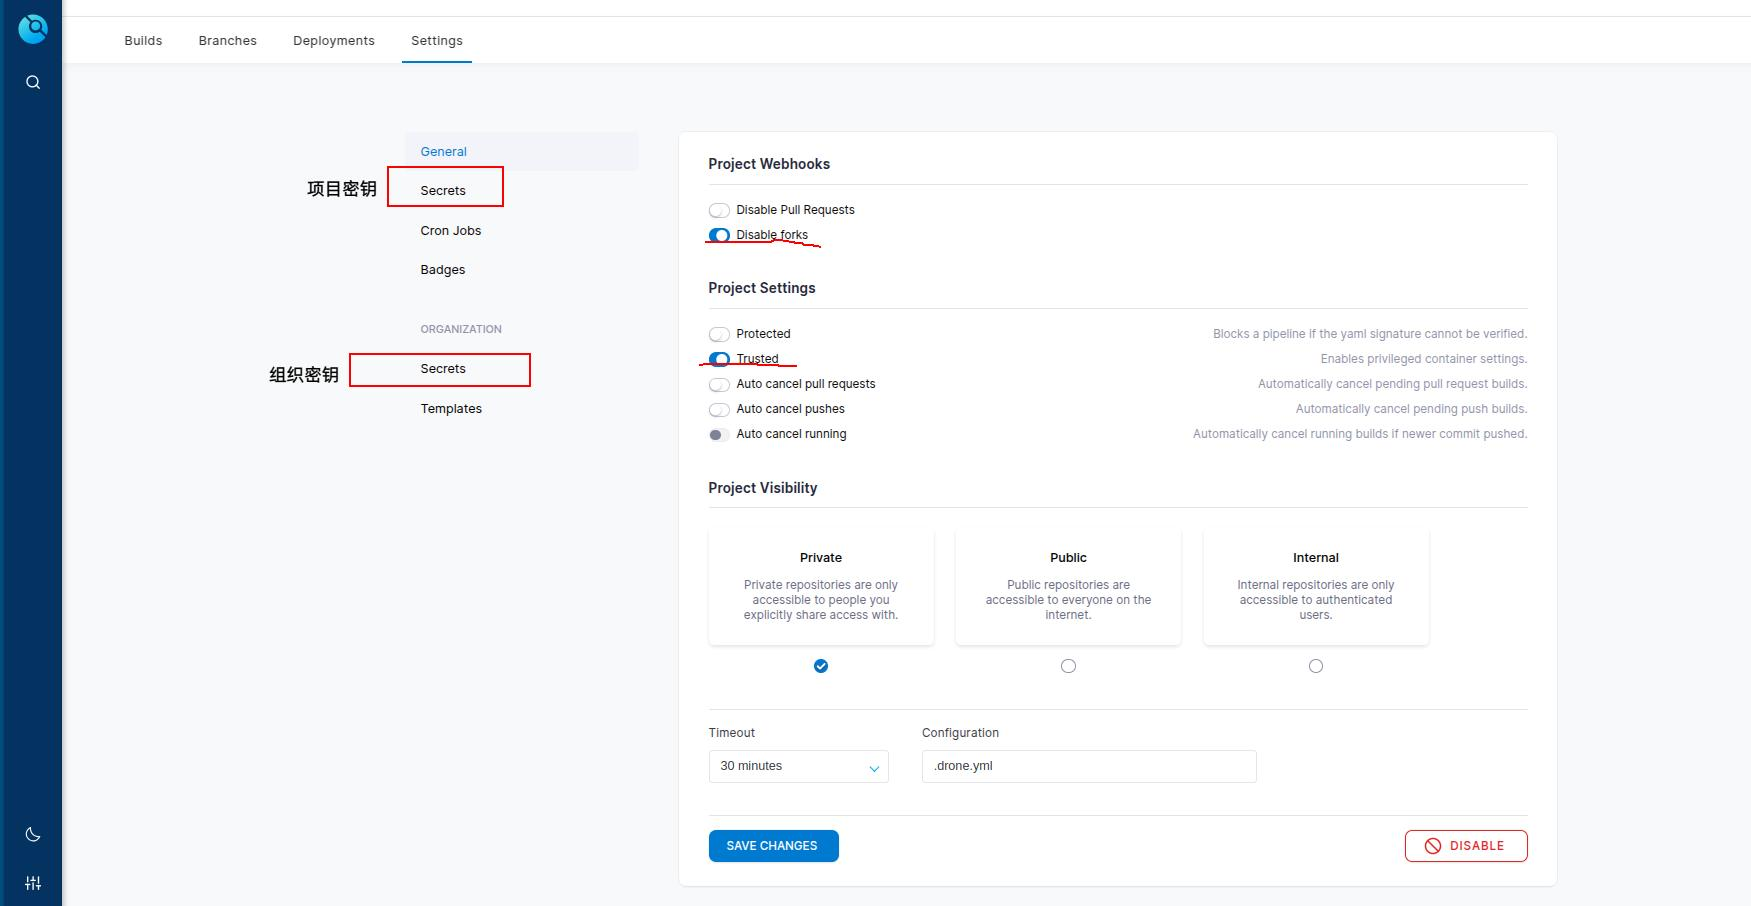 Builds
Branches
Deployments
Settings
General
项目密钥
Secrets
Cron Jobs
Badges
ORGANIZATION
组织密钥
Secrets
Templates
Project Webhooks
Disable Pull Requests
Disable forks
Project Settings
Protected
Blocks a pipeline if the yaml signature cannot be verified.
Trusted
Enables privileged container settings.
Auto cancel pull requests
Automatically cancel pending pull request builds.
Auto cancel pushes
Automatically cancel pending push builds.
Auto cancel running
Automatically cancel running builds if newer commit pushed.
Project Visibility
Private
Private repositories are only
accessible to people you
explicitly share access with.
Public
Public repositories are
accessible to everyone on the
internet.
Internal
Internal repositories are only
accessible to authenticated
users.
Timeout
30 minutes
Configuration
.drone.yml
SAVE CHANGES
DISABLE